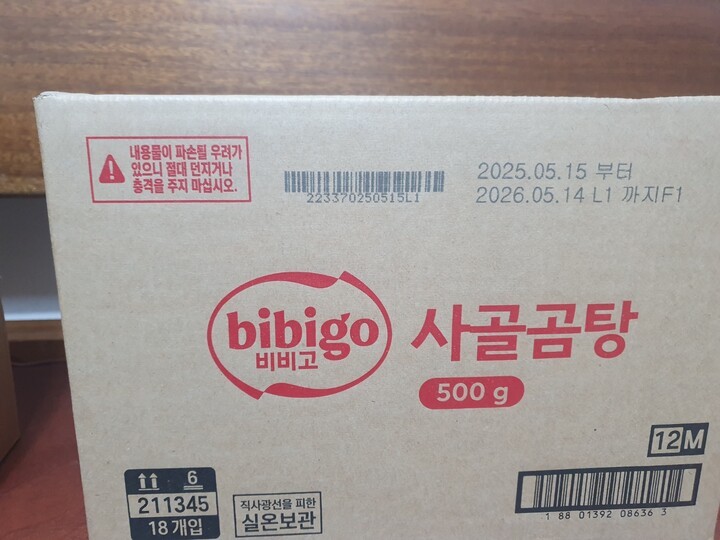 내용물이 파손될 우려가
있으니 절대 던지거나
충격을 주지 마십시오.
223370250515L1
2025.05.15 부터
2026.05.14 L1 까지F1
bibigo
비비고
사골곰탕
500 g
12M
6
211345
18개입
직사광선을 피한
실온보관
1 88 01392 08636 3